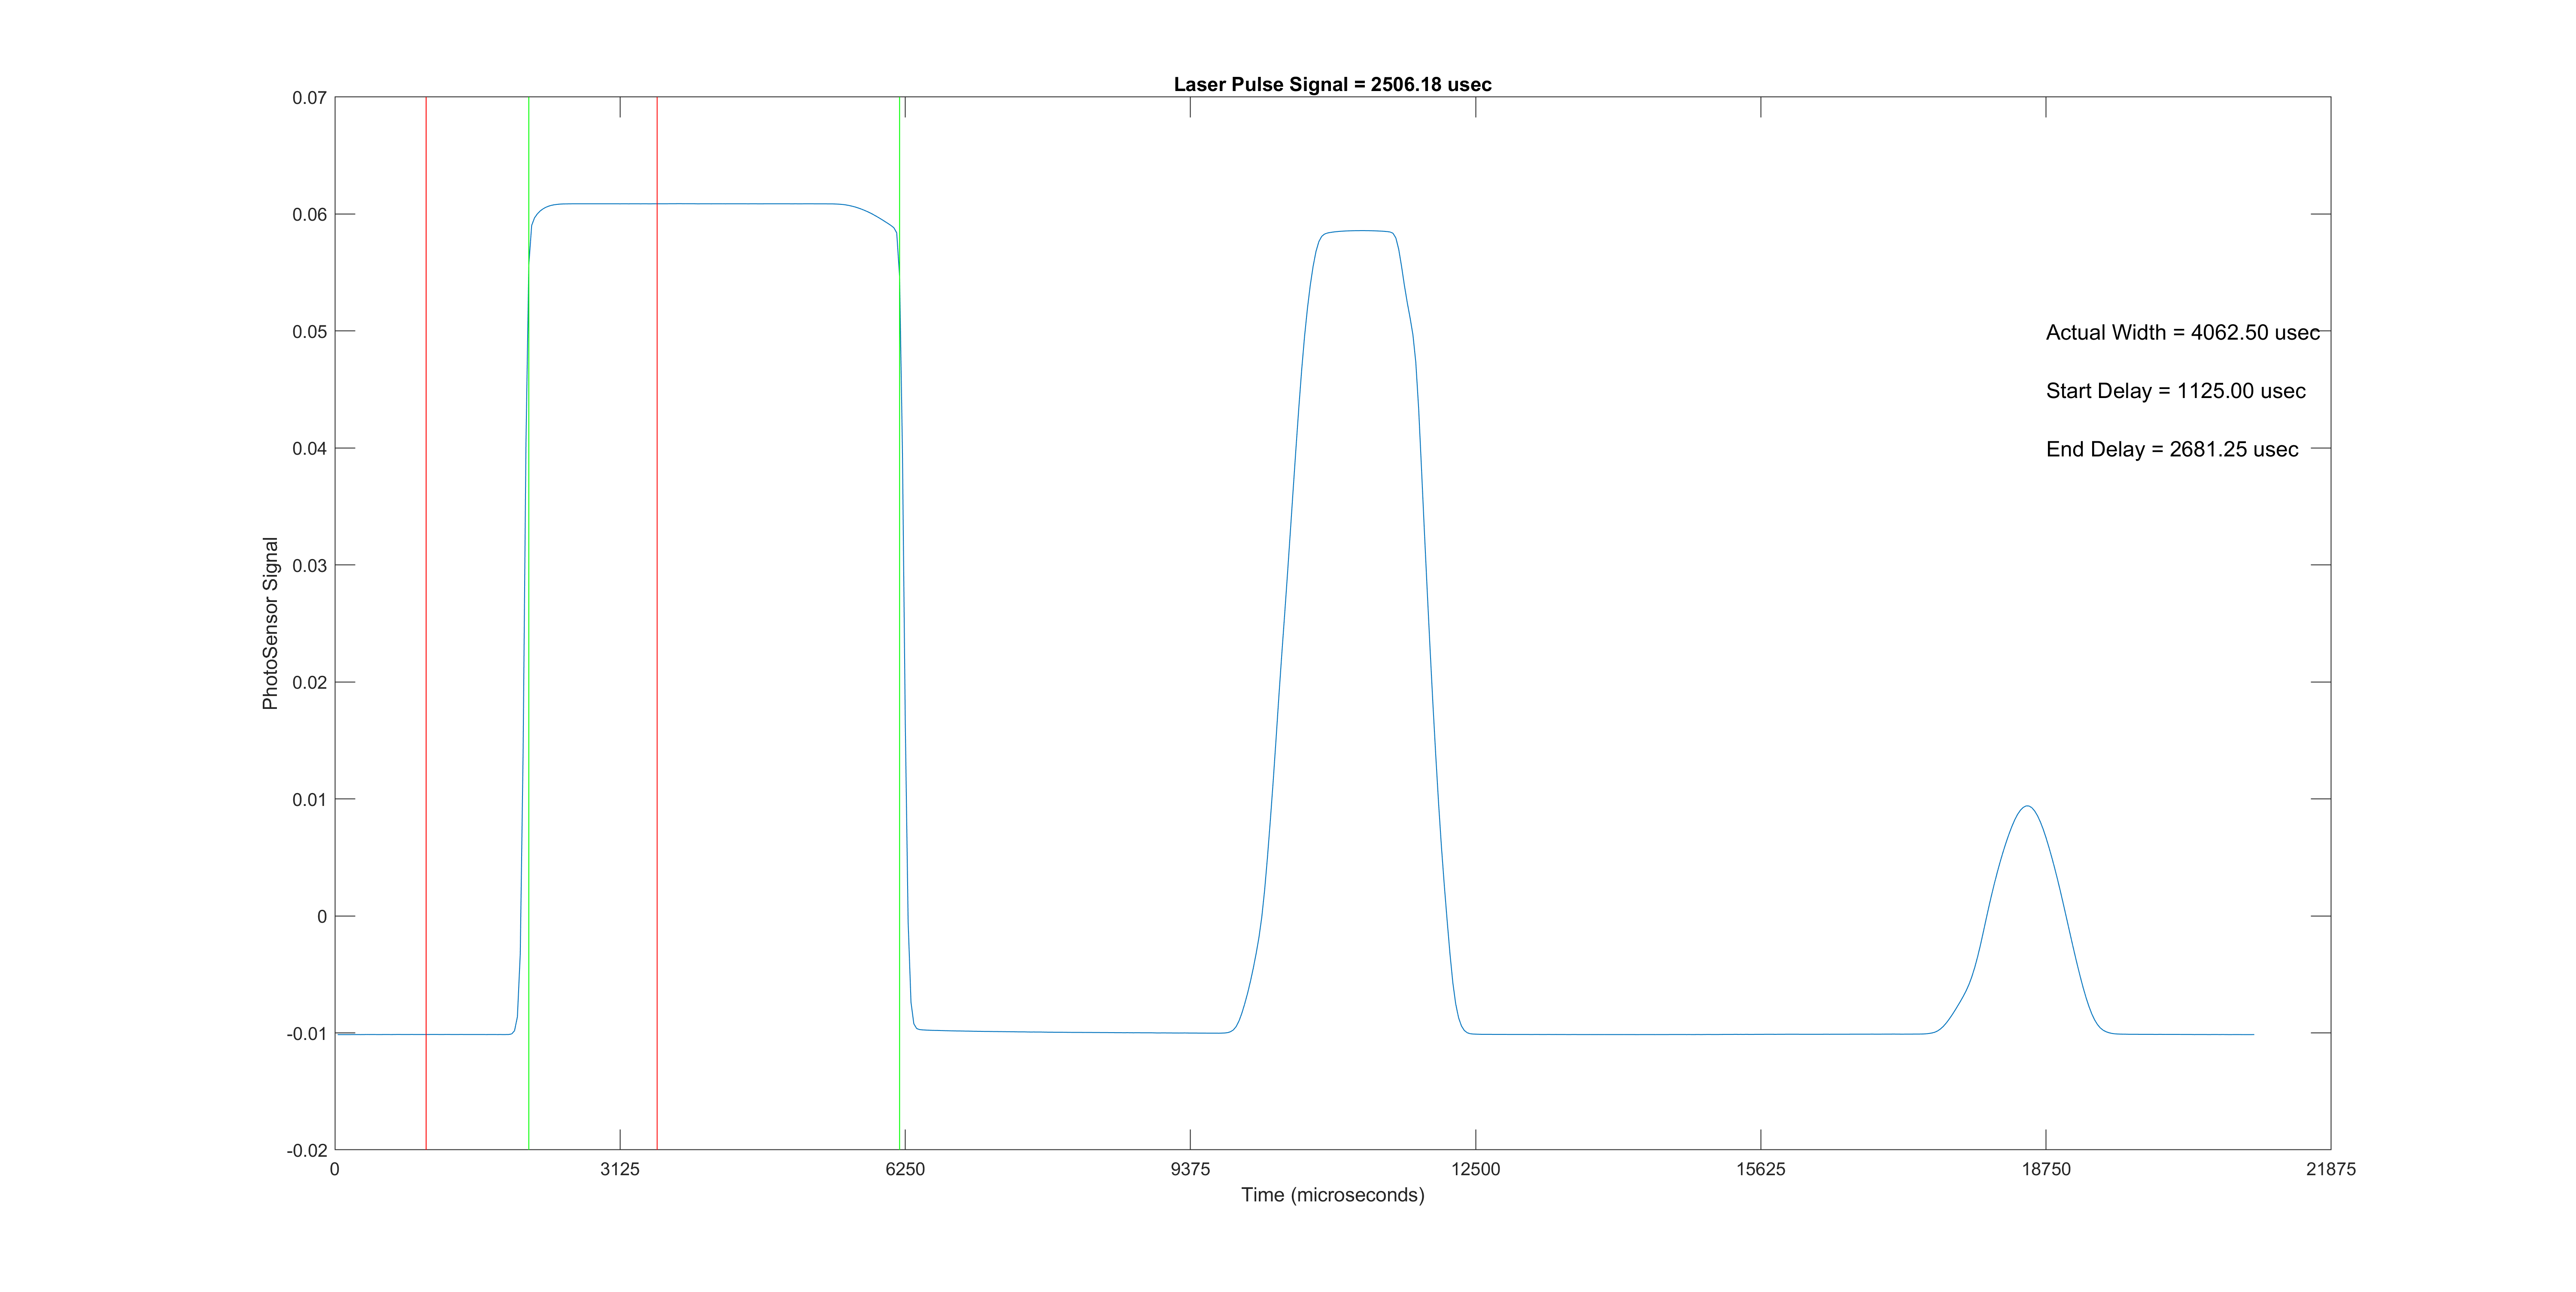 Laser Pulse Signal = 2506.18 usec
0.07
0.06
0.05
0.04
0.03
0.02
0.01
0
-0.01
-0.02
PhotoSensor Signal
Actual Width = 4062.50 usec
Start Delay = 1125.00 usec
End Delay = 2681.25 usec
0 3125 6250 9375 12500 15625 18750 21875
Time (microseconds)